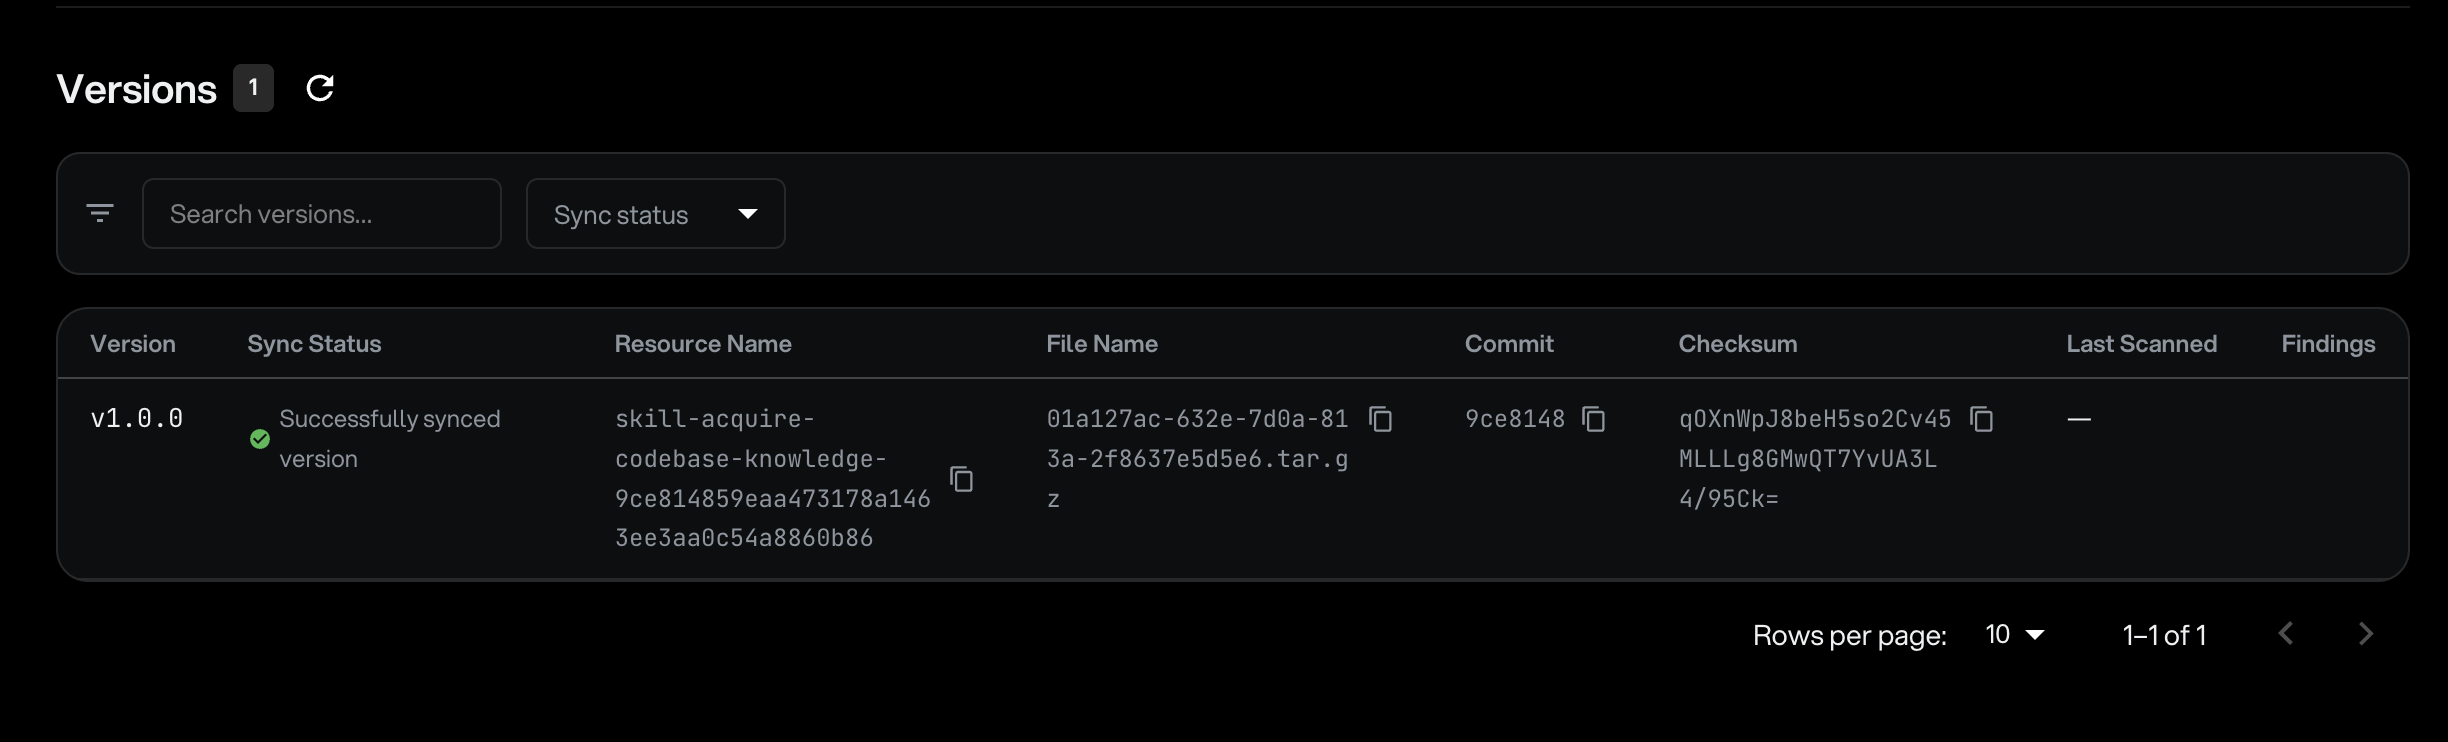 Versions 1
Search versions...
Sync status
Version Sync Status Resource Name File Name Commit Checksum Last Scanned Findings
v1.0.0
Successfully synced
version
skill-acquire-
codebase-knowledge-
9ce814859eaa473178a146
3ee3aa0c54a8860b86
01a127ac-632e-7d0a-81
3a-2f8637e5d5e6.tar.g
z
9ce8148
qOXnWpJ8beH5so2Cv45
MLLLg8GMwQT7YvUA3L
4/95Ck=
—
Rows per page: 10 1–1 of 1